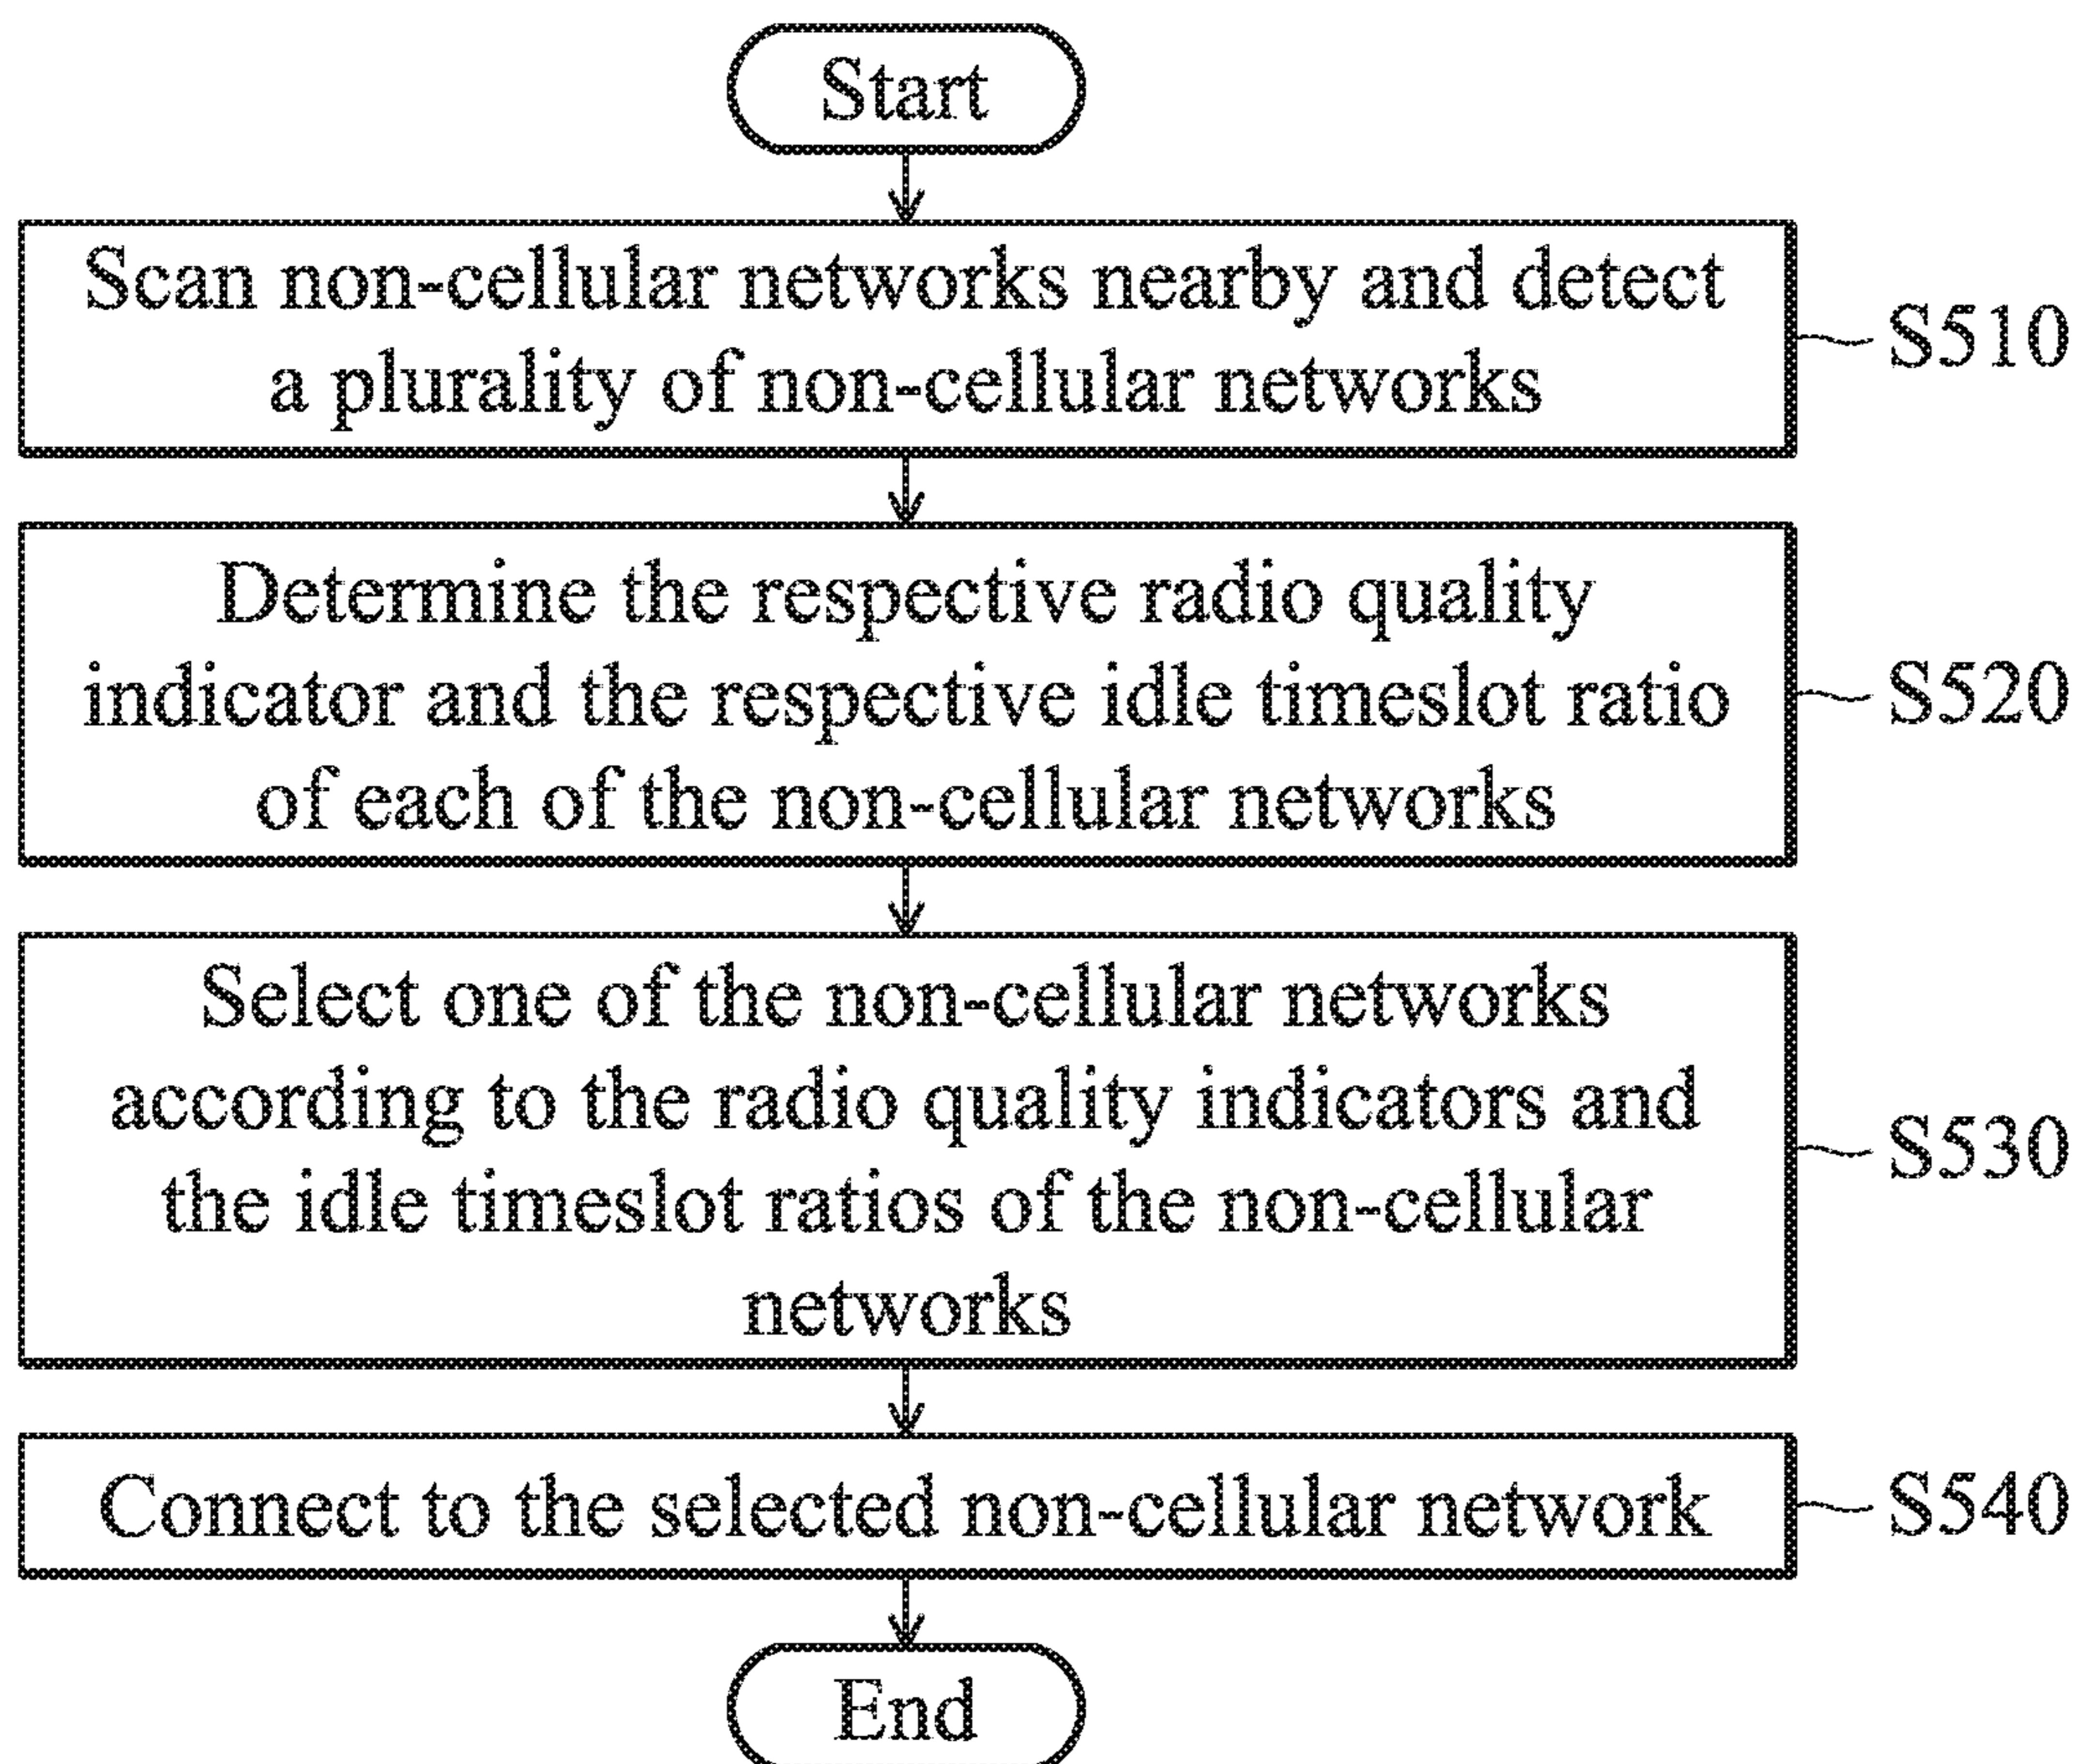 Start
Scan non-cellular networks nearby and detect
a plurality of non-cellular networks
S510
Determine the respective radio quality
indicator and the respective idle timeslot ratio
of each of the non-cellular networks
S520
Select one of the non-cellular networks
according to the radio quality indicators and
the idle timeslot ratios of the non-cellular
networks
S530
Connect to the selected non-cellular network
S540
End